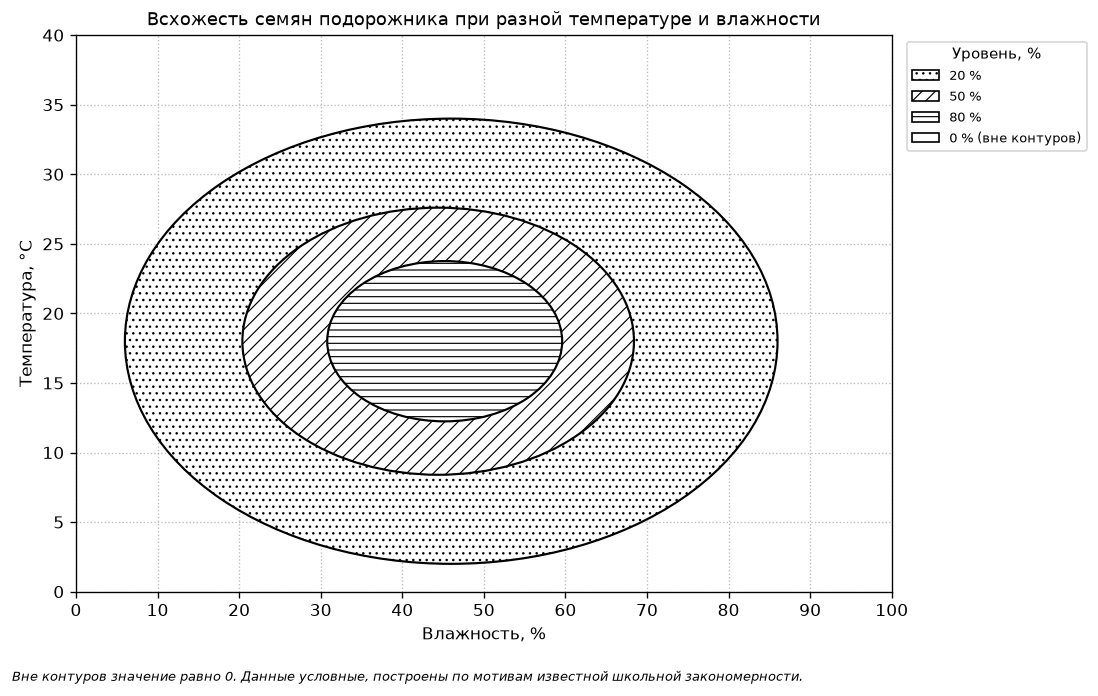 Всхожесть семян подорожника при разной температуре и влажности
Уровень, %
20 %
50 %
80 %
0 % (вне контуров)
Температура, °C
40
35
30
25
20
15
10
5
0
0 10 20 30 40 50 60 70 80 90 100
Влажность, %
Вне контуров значение равно 0. Данные условные, построены по мотивам известной школьной закономерности.